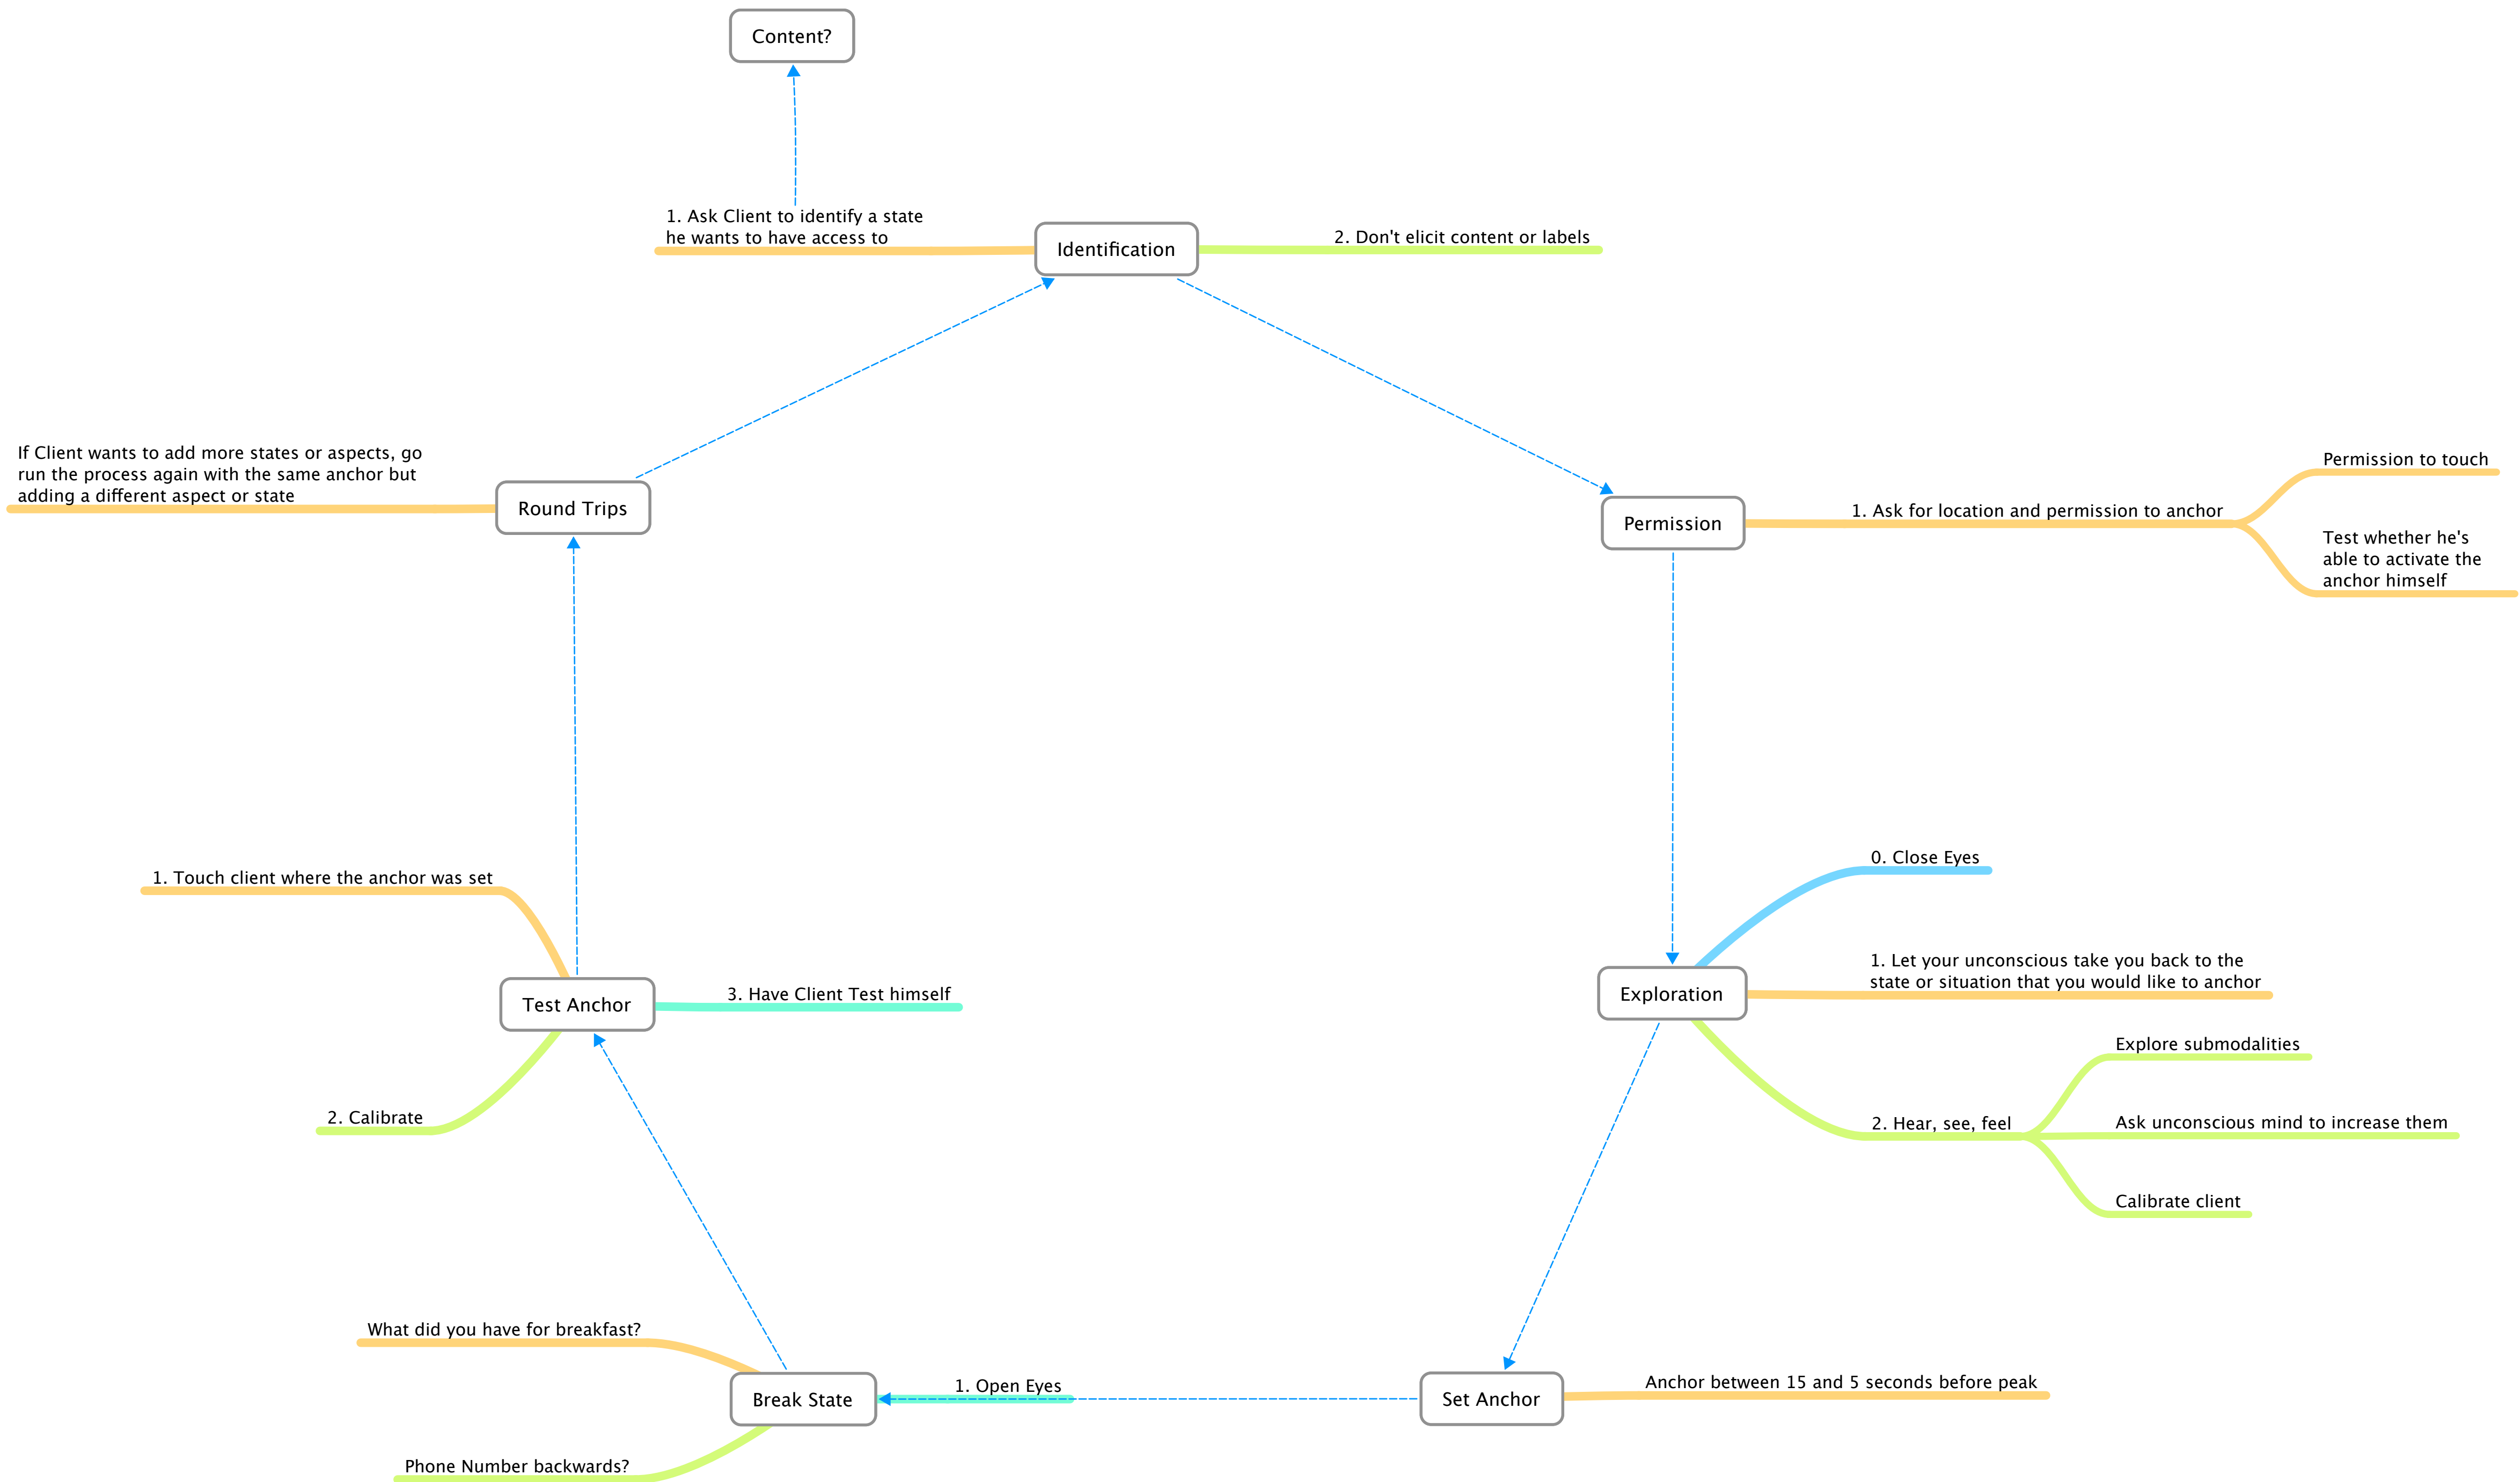 Content?
1. Ask Client to identify a state
he wants to have access to
Identification
2. Don't elicit content or labels
If Client wants to add more states or aspects, go
run the process again with the same anchor but
adding a different aspect or state
Round Trips
Permission
1. Ask for location and permission to anchor
Permission to touch
Test whether he's
able to activate the
anchor himself
0. Close Eyes
1. Let your unconscious take you back to the
state or situation that you would like to anchor
Exploration
2. Hear, see, feel
Explore submodalities
Ask unconscious mind to increase them
Calibrate client
1. Touch client where the anchor was set
Test Anchor
3. Have Client Test himself
2. Calibrate
What did you have for breakfast?
Break State
1. Open Eyes
Phone Number backwards?
Set Anchor
Anchor between 15 and 5 seconds before peak